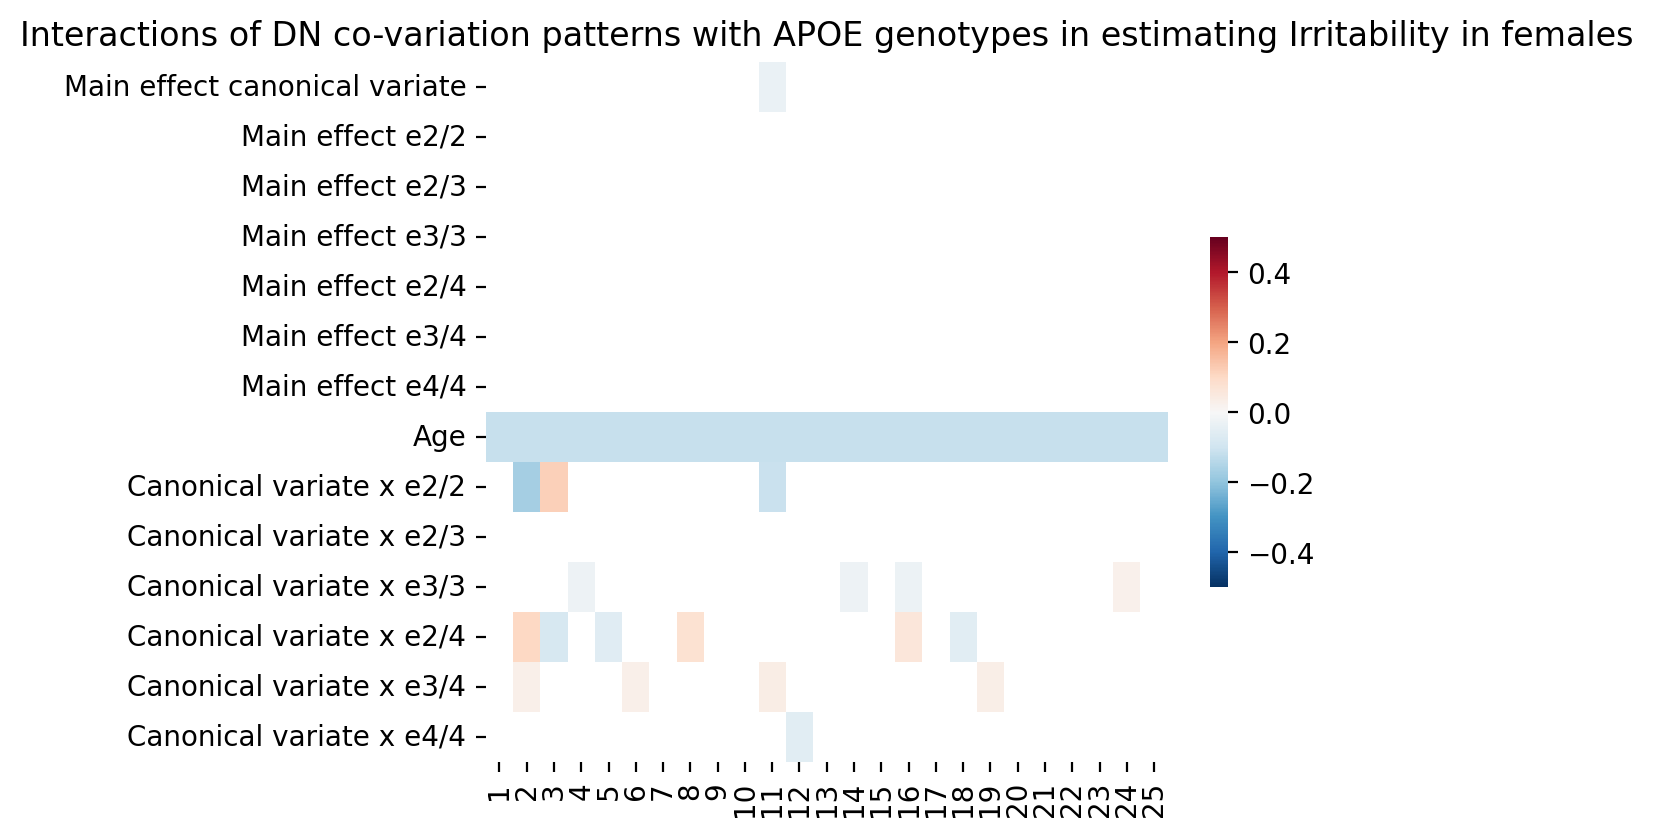 Interactions of DN co-variation patterns with APOE genotypes in estimating Irritability in females
Main effect canonical variate
Main effect e2/2
Main effect e2/3
Main effect e3/3
Main effect e2/4
Main effect e3/4
Main effect e4/4
Age
Canonical variate x e2/2
Canonical variate x e2/3
Canonical variate x e3/3
Canonical variate x e2/4
Canonical variate x e3/4
Canonical variate x e4/4
1 2 3 4 5 6 7 8 9 10 11 12 13 14 15 16 17 18 19 20 21 22 23 24 25
0.4
0.2
0.0
−0.2
−0.4